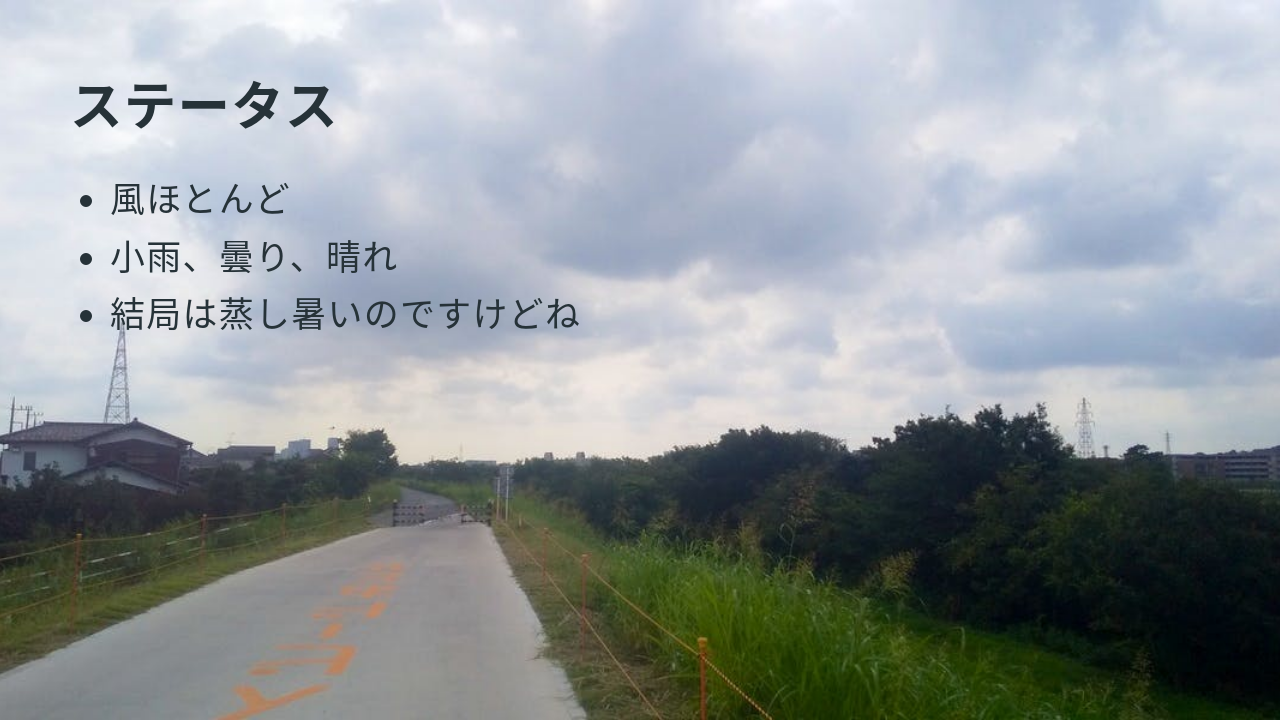 ステータス
風ほとんど
小雨、曇り、晴れ
結局は蒸し暑いのですけどね